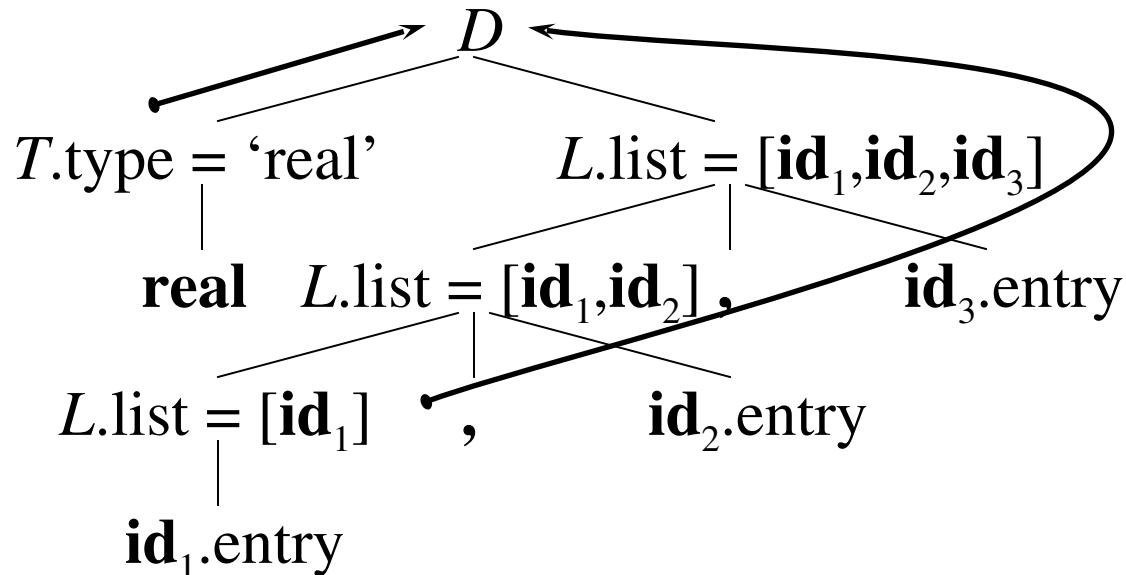 D
T.type = ‘real’ L.list = [id₁,id₂,id₃]
real L.list = [id₁,id₂] , id₃.entry
L.list = [id₁] , id₂.entry
id₁.entry